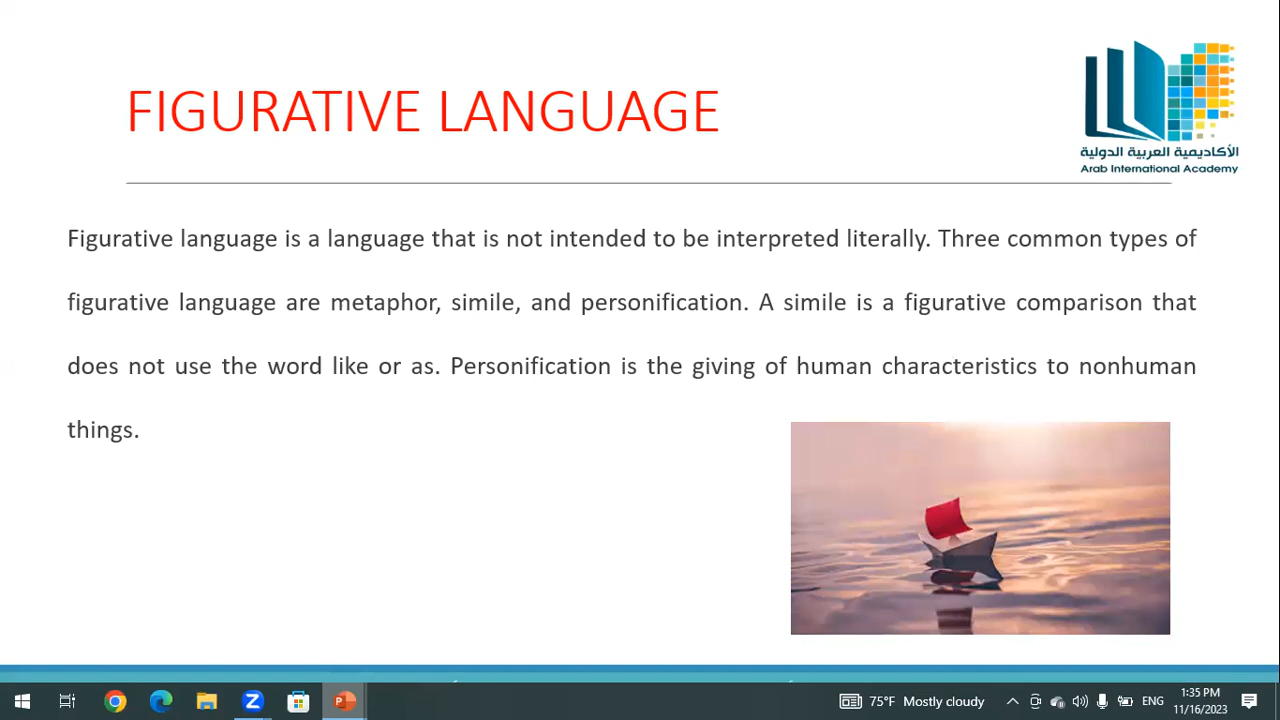 FIGURATIVE LANGUAGE
الأكاديمية العربية الدولية
Arab International Academy
Figurative language is a language that is not intended to be interpreted literally. Three common types of
figurative language are metaphor, simile, and personification. A simile is a figurative comparison that
does not use the word like or as. Personification is the giving of human characteristics to nonhuman
things.
75°F Mostly cloudy
ENG
1:35 PM
11/16/2023